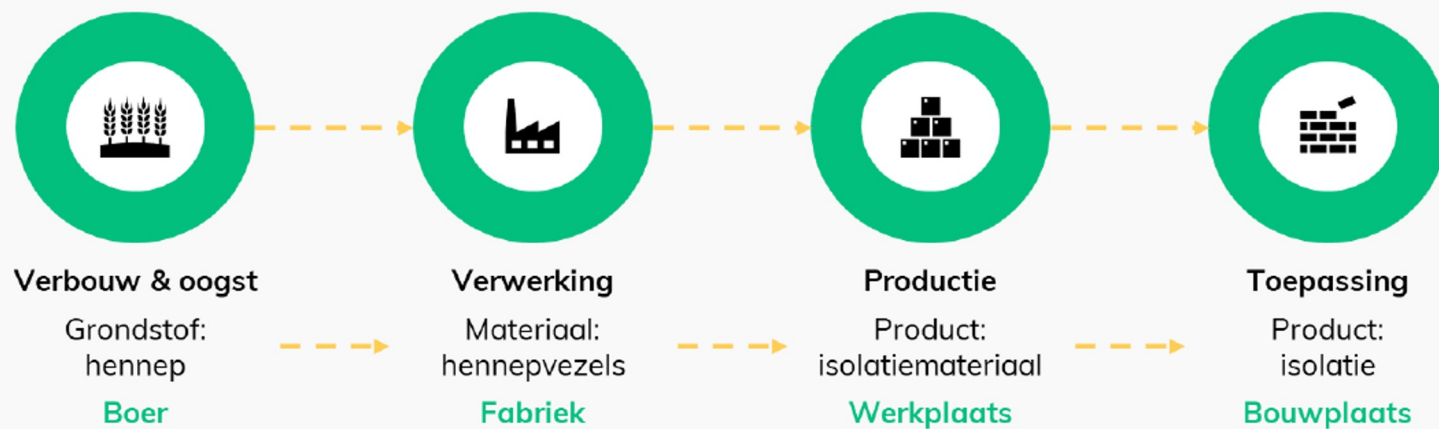 Verbouw & oogst
Grondstof:
hennep
Boer
Verwerking
Materiaal:
hennepvezels
Fabriek
Productie
Product:
isolatiemateriaal
Werkplaats
Toepassing
Product:
isolatie
Bouwplaats